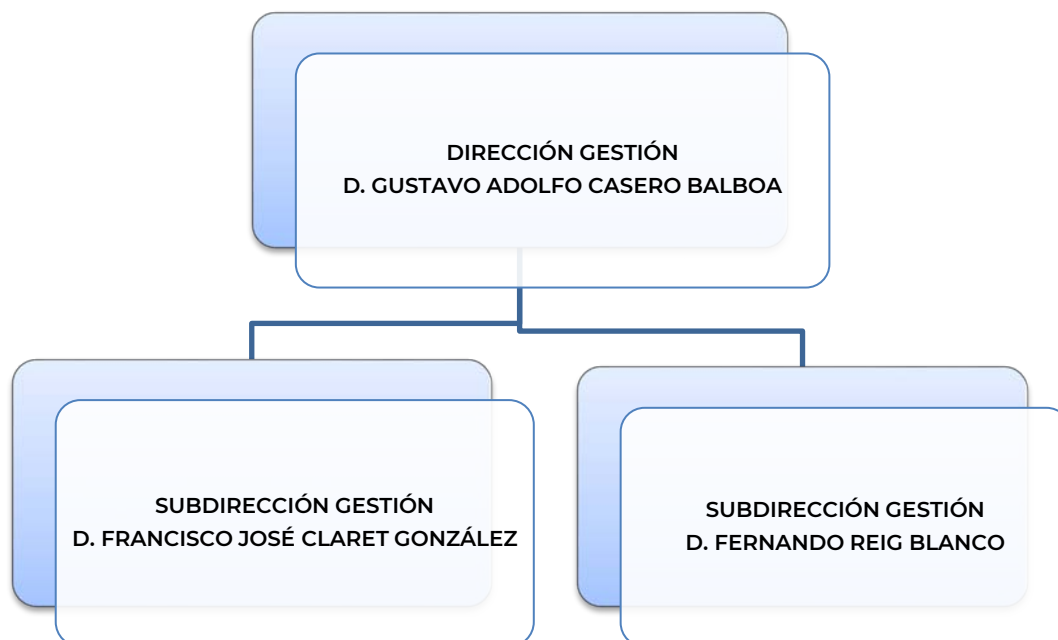 DIRECCIÓN GESTIÓN
D. GUSTAVO ADOLFO CASERO BALBOA
SUBDIRECCIÓN GESTIÓN
D. FRANCISCO JOSÉ CLARET GONZÁLEZ
SUBDIRECCIÓN GESTIÓN
D. FERNANDO REIG BLANCO